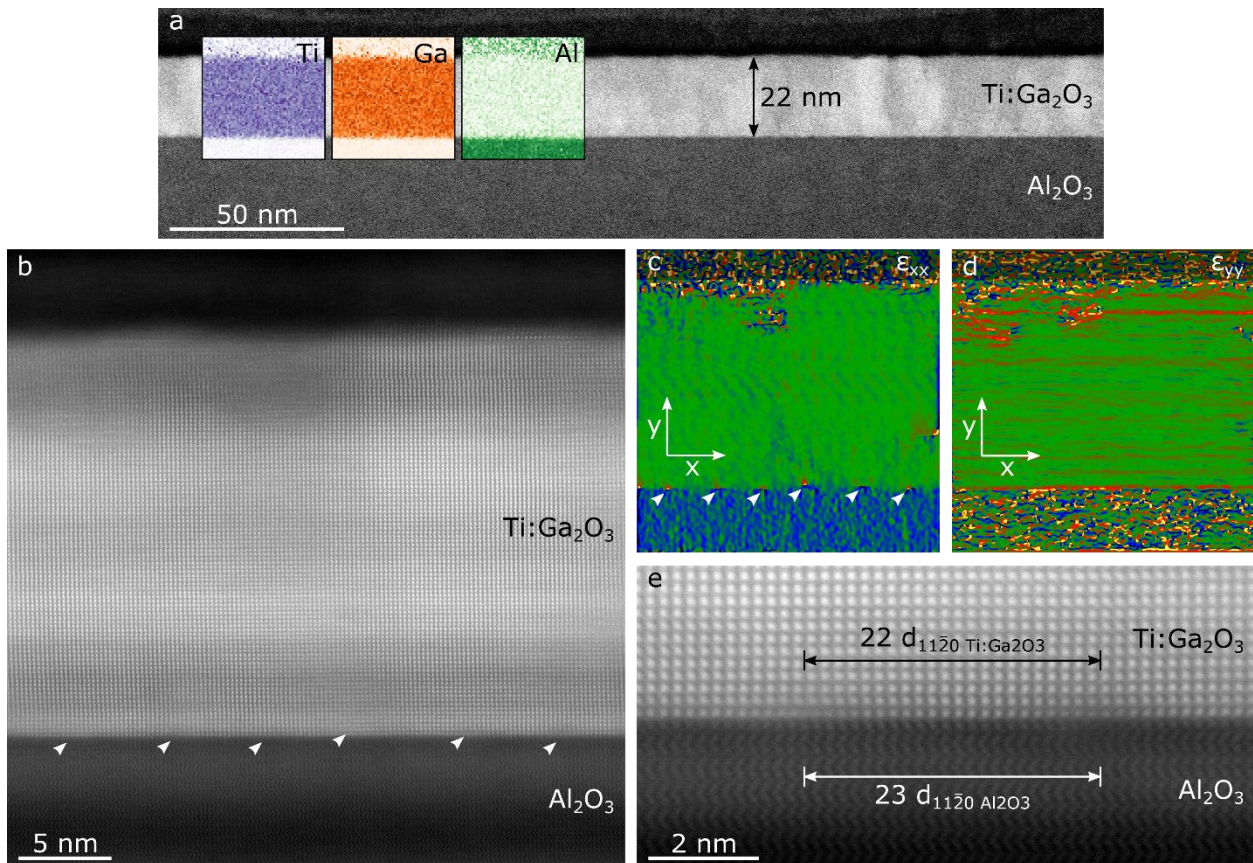 a
Ti
Ga
Al
22 nm
Ti:Ga₂O₃
Al₂O₃
50 nm
b
Ti:Ga₂O₃
Al₂O₃
5 nm
c
εxx
y
x
d
εyy
y
x
e
22 d₁₁2̄₀ Ti:Ga2O3
Ti:Ga₂O₃
23 d₁₁2̄₀ Al2O3
Al₂O₃
2 nm